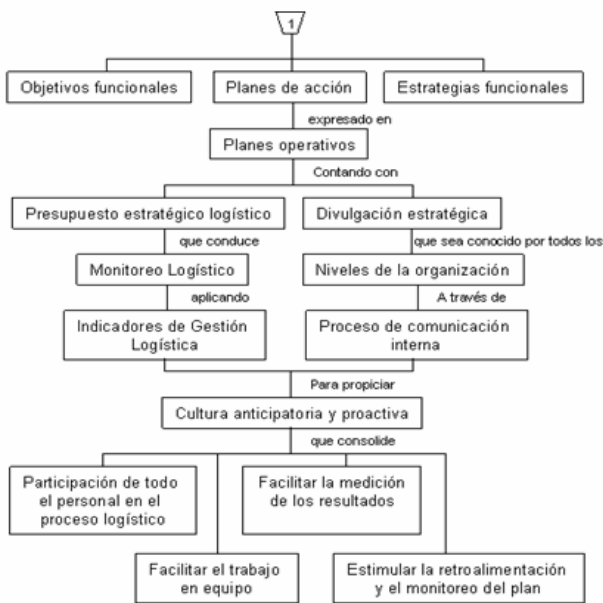 1
Objetivos funcionales
Planes de acción
Estrategias funcionales
expresado en
Planes operativos
Contando con
Presupuesto estratégico logístico
Divulgación estratégica
que conduce
que sea conocido por todos los
Monitoreo Logístico
Niveles de la organización
aplicando
A través de
Indicadores de Gestión
Logística
Proceso de comunicación
interna
Para propiciar
Cultura anticipatoria y proactiva
que consolide
Participación de todo
el personal en el
proceso logístico
Facilitar la medición
de los resultados
Facilitar el trabajo
en equipo
Estimular la retroalimentación
y el monitoreo del plan